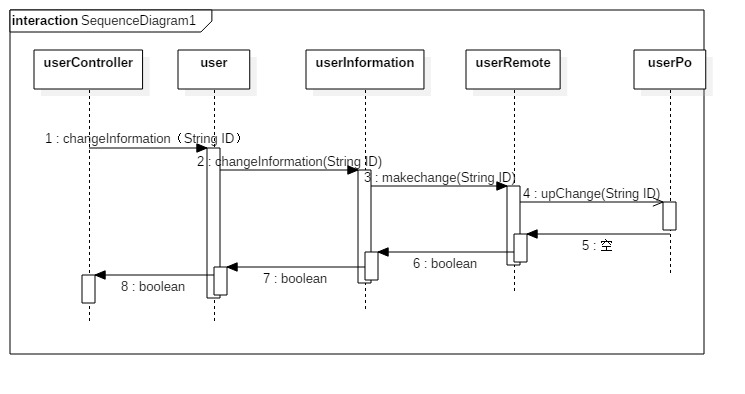 interaction SequenceDiagram1
userController
user
userInformation
userRemote
userPo
1 : changeInformation（String ID）
2 : changeInformation(String ID)
3 : makechange(String ID)
4 : upChange(String ID)
5 : 空
6 : boolean
7 : boolean
8 : boolean